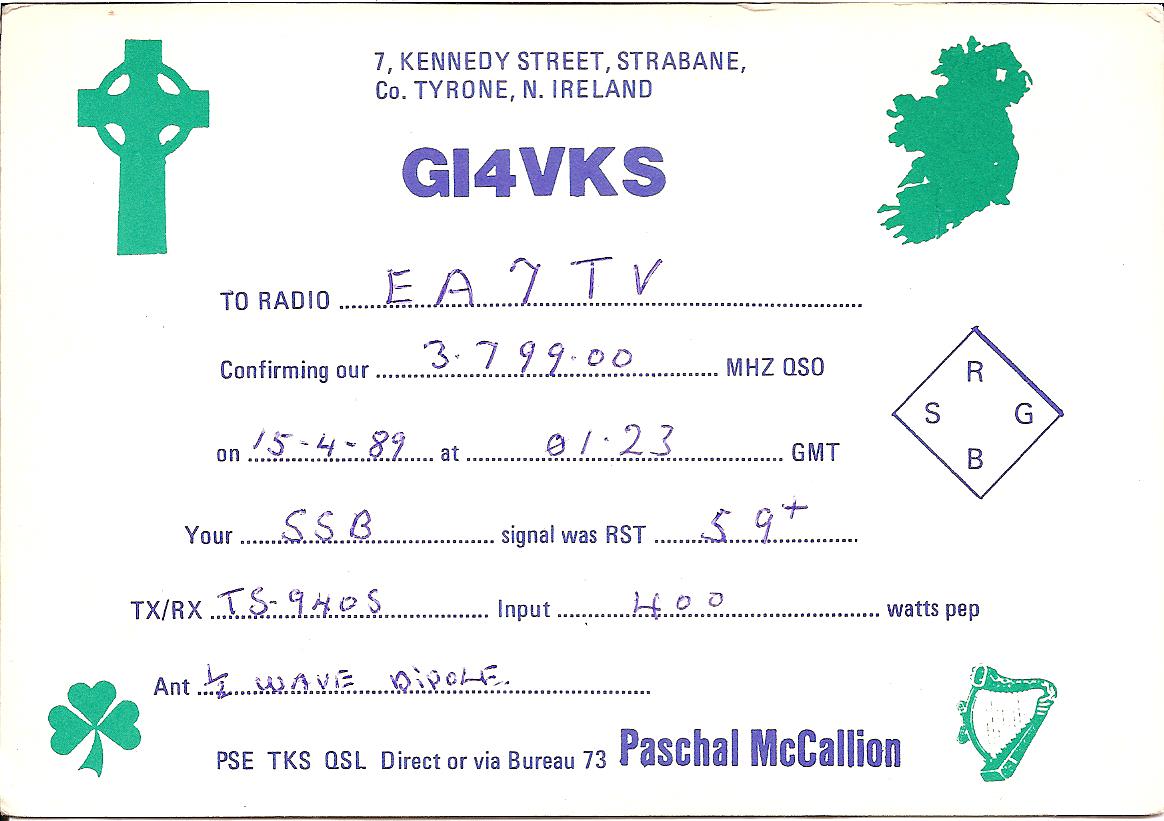 7, KENNEDY STREET, STRABANE,
Co. TYRONE, N. IRELAND
GI4VKS
TO RADIO EA7TV
Confirming our 3.799.00 MHZ QSO
R
S G
B
on 15-4-89 at 01.23 GMT
Your SSB signal was RST 59+
TX/RX TS-940S Input 400 watts pep
Ant ½ WAVE DiPOLE.
PSE TKS QSL Direct or via Bureau 73 Paschal McCallion